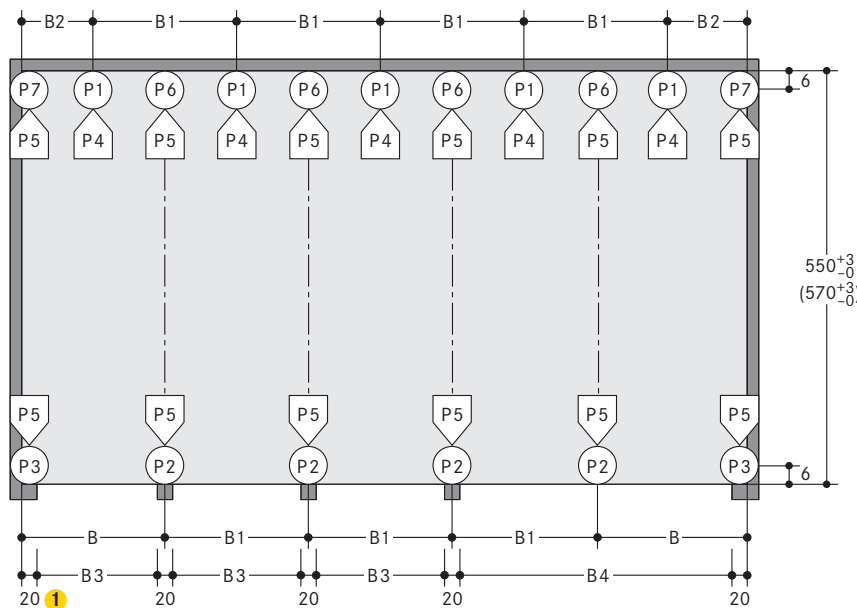 B2 B1 B1 B1 B1 B2
P7 P1 P6 P1 P6 P1 P6 P1 P6 P1 P7
6
P5 P4 P5 P4 P5 P4 P5 P4 P5 P4 P5
550 +3 -0
(570 +3 -0)
P5 P5 P5 P5 P5 P5
P3 P2 P2 P2 P2 P3
6
B B1 B1 B1 B
B3 B3 B3 B4
20 1 20 20 20 20